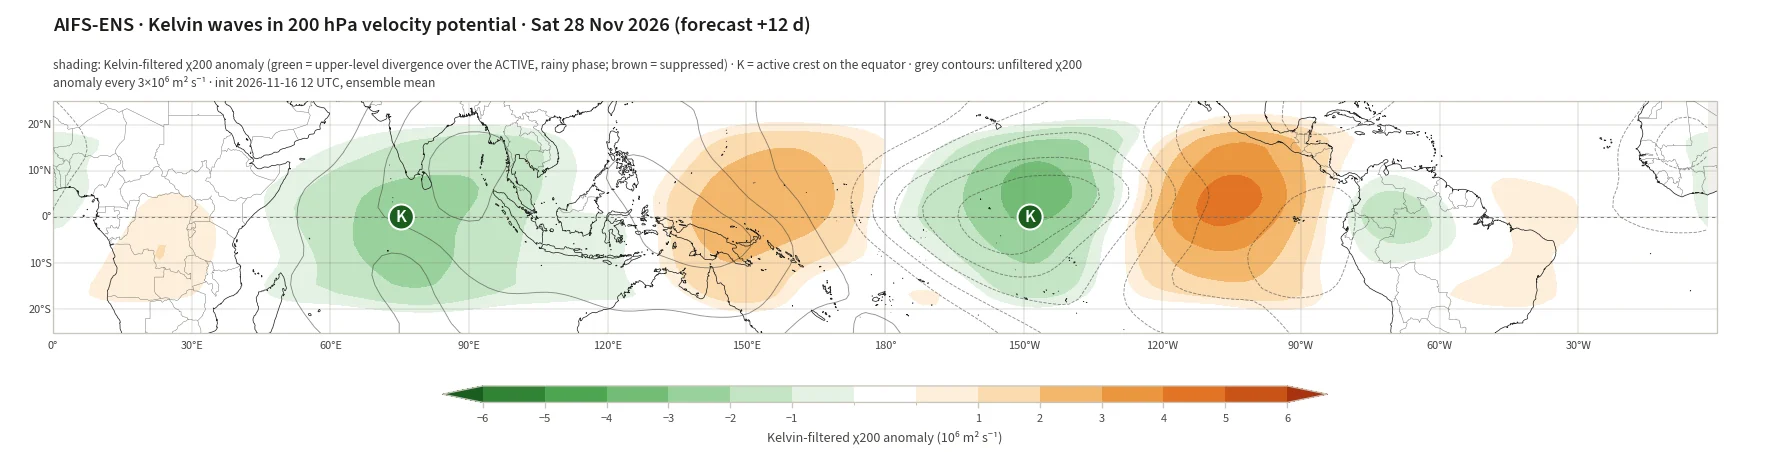 AIFS-ENS · Kelvin waves in 200 hPa velocity potential · Sat 28 Nov 2026 (forecast +12 d)
shading: Kelvin-filtered χ200 anomaly (green = upper-level divergence over the ACTIVE, rainy phase; brown = suppressed) · K = active crest on the equator · grey contours: unfiltered χ200
anomaly every 3×10⁶ m² s⁻¹ · init 2026-11-16 12 UTC, ensemble mean
20°N
10°N
0°
10°S
20°S
K
K
0° 30°E 60°E 90°E 120°E 150°E 180° 150°W 120°W 90°W 60°W 30°W
−6 −5 −4 −3 −2 −1 1 2 3 4 5 6
Kelvin-filtered χ200 anomaly (10⁶ m² s⁻¹)